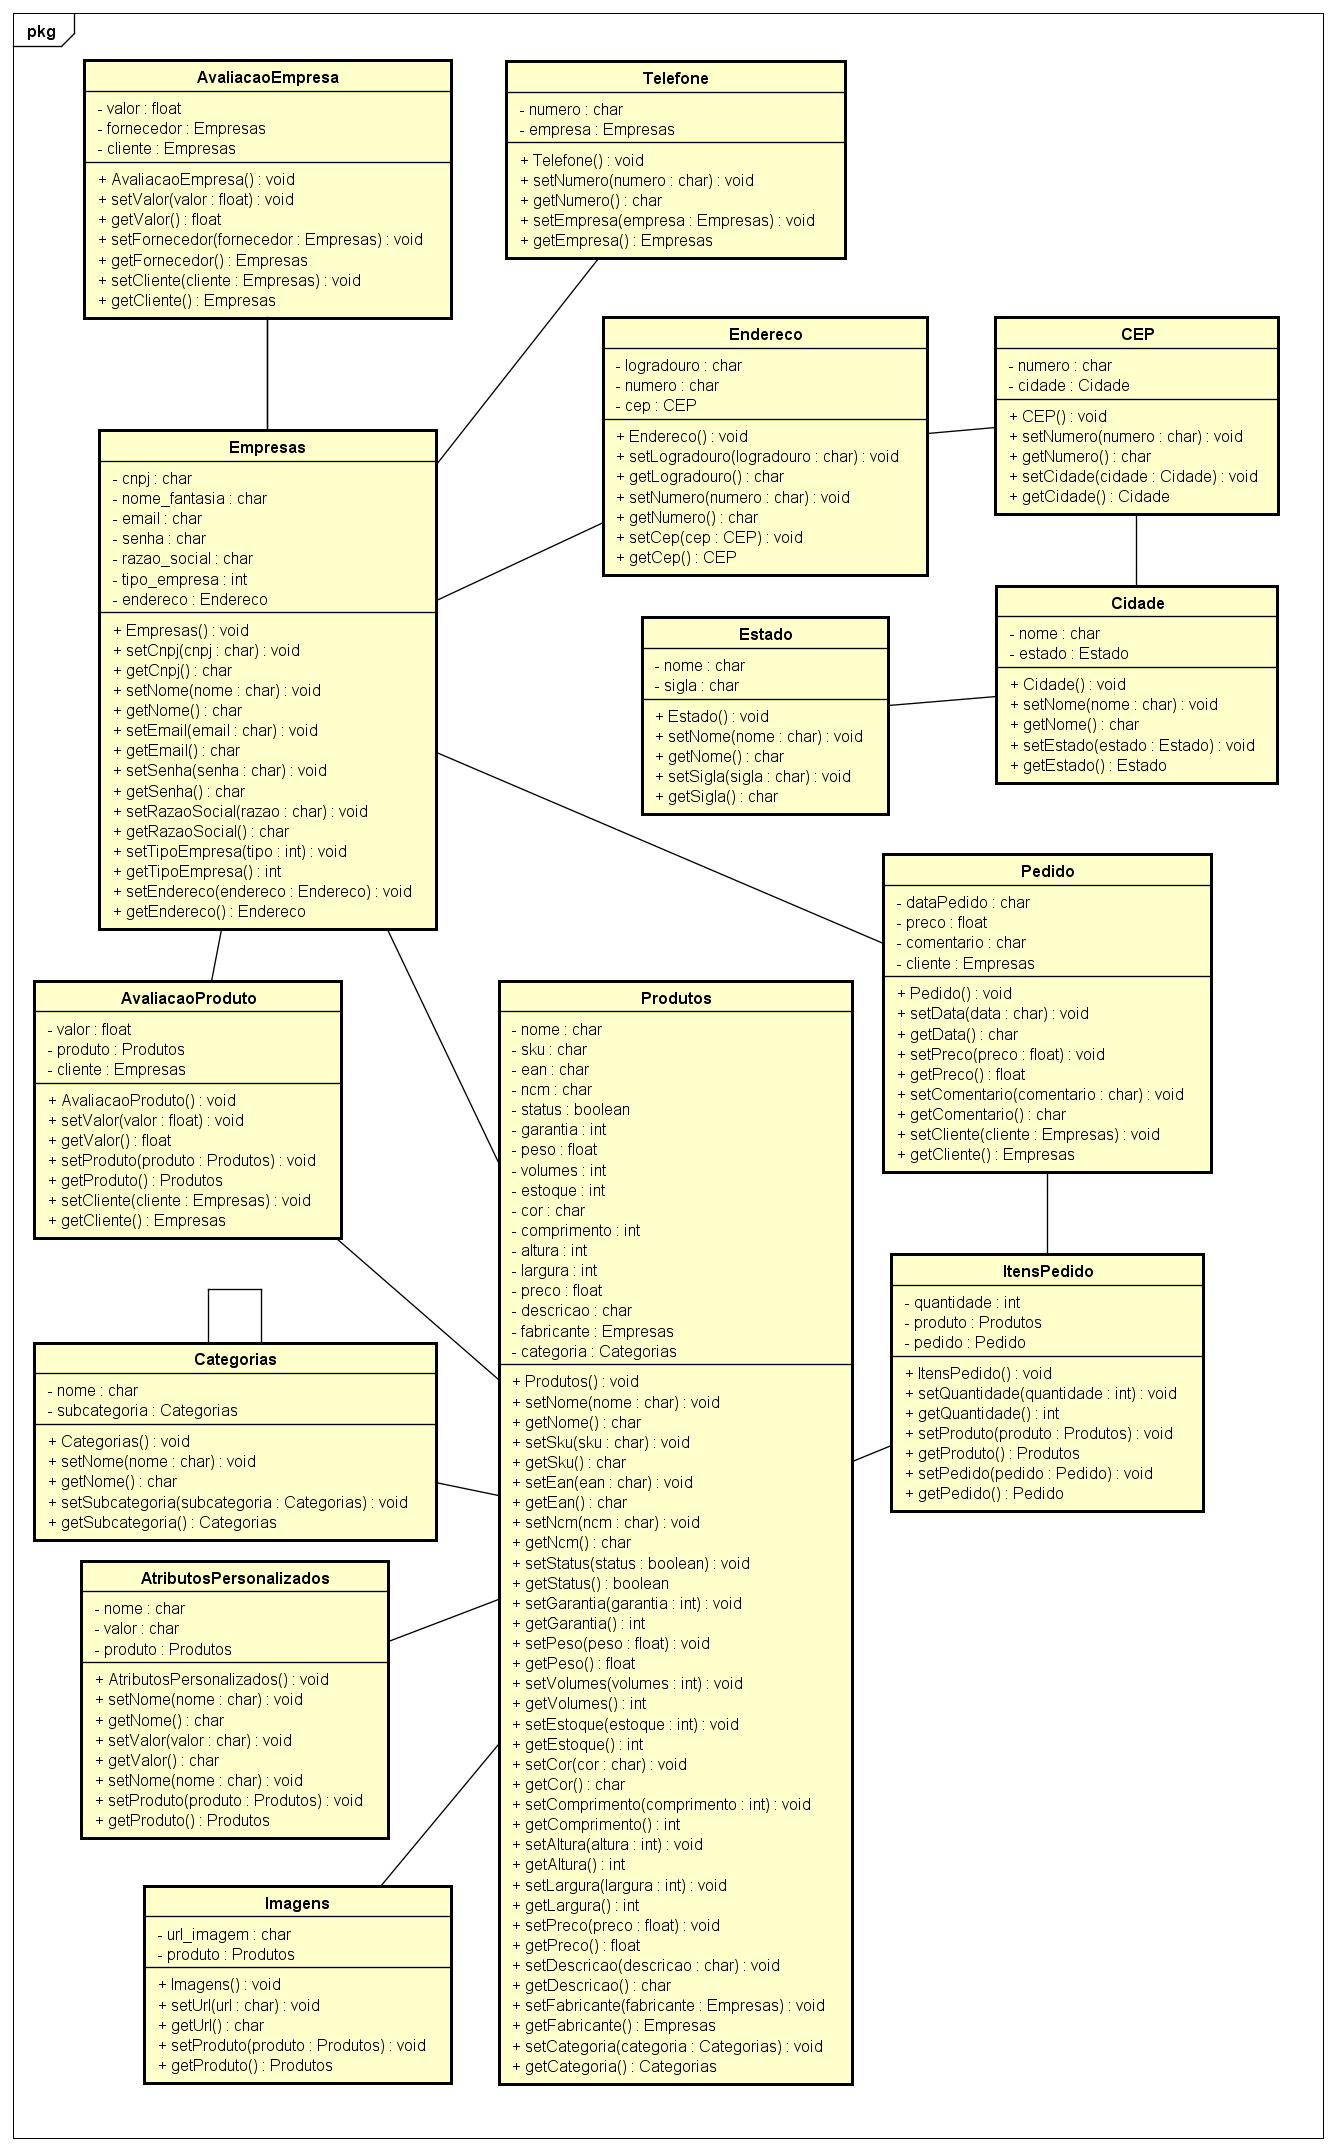 pkg
AvaliacaoEmpresa
- valor : float
- fornecedor : Empresas
- cliente : Empresas
+ AvaliacaoEmpresa() : void
+ setValor(valor : float) : void
+ getValor() : float
+ setFornecedor(fornecedor : Empresas) : void
+ getFornecedor() : Empresas
+ setCliente(cliente : Empresas) : void
+ getCliente() : Empresas
Telefone
- numero : char
- empresa : Empresas
+ Telefone() : void
+ setNumero(numero : char) : void
+ getNumero() : char
+ setEmpresa(empresa : Empresas) : void
+ getEmpresa() : Empresas
Endereco
- logradouro : char
- numero : char
- cep : CEP
+ Endereco() : void
+ setLogradouro(logradouro : char) : void
+ getLogradouro() : char
+ setNumero(numero : char) : void
+ getNumero() : char
+ setCep(cep : CEP) : void
+ getCep() : CEP
CEP
- numero : char
- cidade : Cidade
+ CEP() : void
+ setNumero(numero : char) : void
+ getNumero() : char
+ setCidade(cidade : Cidade) : void
+ getCidade() : Cidade
Empresas
- cnpj : char
- nome_fantasia : char
- email : char
- senha : char
- razao_social : char
- tipo_empresa : int
- endereco : Endereco
+ Empresas() : void
+ setCnpj(cnpj : char) : void
+ getCnpj() : char
+ setNome(nome : char) : void
+ getNome() : char
+ setEmail(email : char) : void
+ getEmail() : char
+ setSenha(senha : char) : void
+ getSenha() : char
+ setRazaoSocial(razao : char) : void
+ getRazaoSocial() : char
+ setTipoEmpresa(tipo : int) : void
+ getTipoEmpresa() : int
+ setEndereco(endereco : Endereco) : void
+ getEndereco() : Endereco
Estado
- nome : char
- sigla : char
+ Estado() : void
+ setNome(nome : char) : void
+ getNome() : char
+ setSigla(sigla : char) : void
+ getSigla() : char
Cidade
- nome : char
- estado : Estado
+ Cidade() : void
+ setNome(nome : char) : void
+ getNome() : char
+ setEstado(estado : Estado) : void
+ getEstado() : Estado
Pedido
- dataPedido : char
- preco : float
- comentario : char
- cliente : Empresas
+ Pedido() : void
+ setData(data : char) : void
+ getData() : char
+ setPreco(preco : float) : void
+ getPreco() : float
+ setComentario(comentario : char) : void
+ getComentario() : char
+ setCliente(cliente : Empresas) : void
+ getCliente() : Empresas
AvaliacaoProduto
- valor : float
- produto : Produtos
- cliente : Empresas
+ AvaliacaoProduto() : void
+ setValor(valor : float) : void
+ getValor() : float
+ setProduto(produto : Produtos) : void
+ getProduto() : Produtos
+ setCliente(cliente : Empresas) : void
+ getCliente() : Empresas
Produtos
- nome : char
- sku : char
- ean : char
- ncm : char
- status : boolean
- garantia : int
- peso : float
- volumes : int
- estoque : int
- cor : char
- comprimento : int
- altura : int
- largura : int
- preco : float
- descricao : char
- fabricante : Empresas
- categoria : Categorias
+ Produtos() : void
+ setNome(nome : char) : void
+ getNome() : char
+ setSku(sku : char) : void
+ getSku() : char
+ setEan(ean : char) : void
+ getEan() : char
+ setNcm(ncm : char) : void
+ getNcm() : char
+ setStatus(status : boolean) : void
+ getStatus() : boolean
+ setGarantia(garantia : int) : void
+ getGarantia() : int
+ setPeso(peso : float) : void
+ getPeso() : float
+ setVolumes(volumes : int) : void
+ getVolumes() : int
+ setEstoque(estoque : int) : void
+ getEstoque() : int
+ setCor(cor : char) : void
+ getCor() : char
+ setComprimento(comprimento : int) : void
+ getComprimento() : int
+ setAltura(altura : int) : void
+ getAltura() : int
+ setLargura(largura : int) : void
+ getLargura() : int
+ setPreco(preco : float) : void
+ getPreco() : float
+ setDescricao(descricao : char) : void
+ getDescricao() : char
+ setFabricante(fabricante : Empresas) : void
+ getFabricante() : Empresas
+ setCategoria(categoria : Categorias) : void
+ getCategoria() : Categorias
ItensPedido
- quantidade : int
- produto : Produtos
- pedido : Pedido
+ ItensPedido() : void
+ setQuantidade(quantidade : int) : void
+ getQuantidade() : int
+ setProduto(produto : Produtos) : void
+ getProduto() : Produtos
+ setPedido(pedido : Pedido) : void
+ getPedido() : Pedido
Categorias
- nome : char
- subcategoria : Categorias
+ Categorias() : void
+ setNome(nome : char) : void
+ getNome() : char
+ setSubcategoria(subcategoria : Categorias) : void
+ getSubcategoria() : Categorias
AtributosPersonalizados
- nome : char
- valor : char
- produto : Produtos
+ AtributosPersonalizados() : void
+ setNome(nome : char) : void
+ getNome() : char
+ setValor(valor : char) : void
+ getValor() : char
+ setNome(nome : char) : void
+ setProduto(produto : Produtos) : void
+ getProduto() : Produtos
Imagens
- url_imagem : char
- produto : Produtos
+ Imagens() : void
+ setUrl(url : char) : void
+ getUrl() : char
+ setProduto(produto : Produtos) : void
+ getProduto() : Produtos